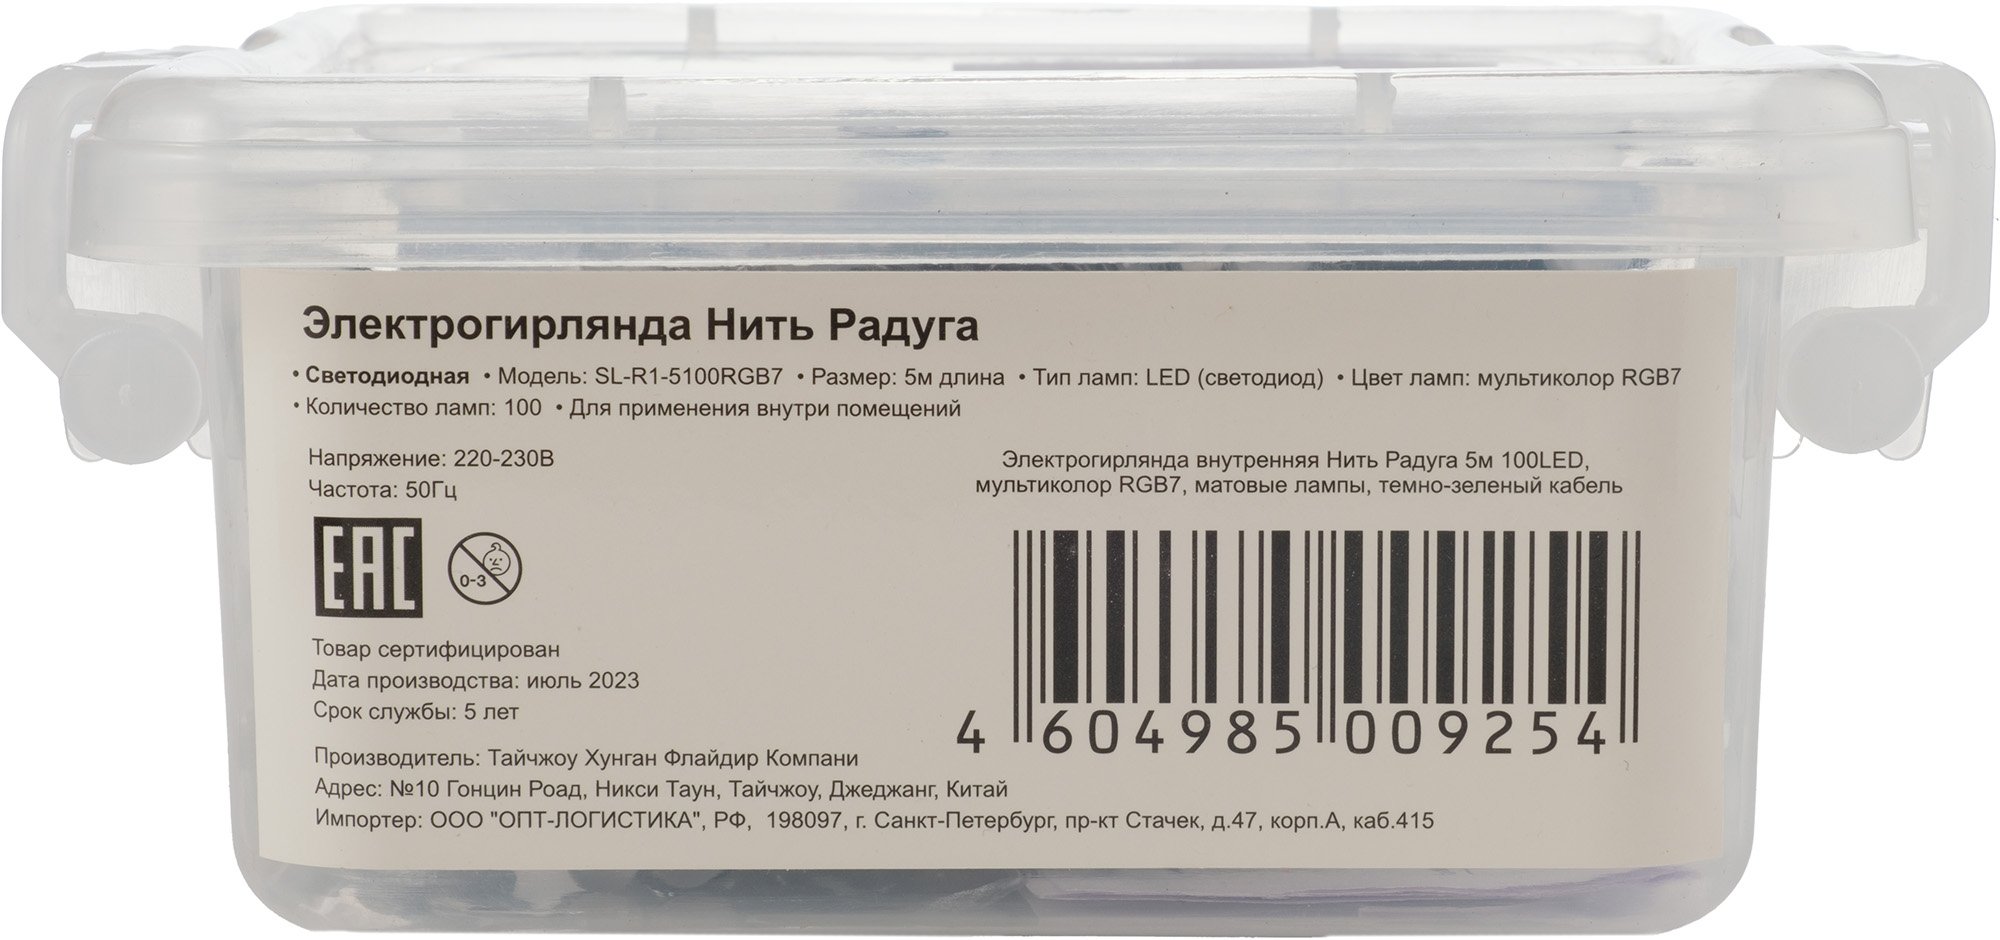 Электрогирлянда Нить Радуга
• Светодиодная • Модель: SL-R1-5100RGB7 • Размер: 5м длина • Тип ламп: LED (светодиод) • Цвет ламп: мультиколор RGB7
• Количество ламп: 100 • Для применения внутри помещений
Напряжение: 220-230В
Частота: 50Гц
Электрогирлянда внутренняя Нить Радуга 5м 100LED,
мультиколор RGB7, матовые лампы, темно-зеленый кабель
EAC
0-3
Товар сертифицирован
Дата производства: июль 2023
Срок службы: 5 лет
4 604985 009254
Производитель: Тайчжоу Хунган Флайдир Компани
Адрес: №10 Гонцин Роад, Никси Таун, Тайчжоу, Джеджанг, Китай
Импортер: ООО "ОПТ-ЛОГИСТИКА", РФ, 198097, г. Санкт-Петербург, пр-кт Стачек, д.47, корп.А, каб.415